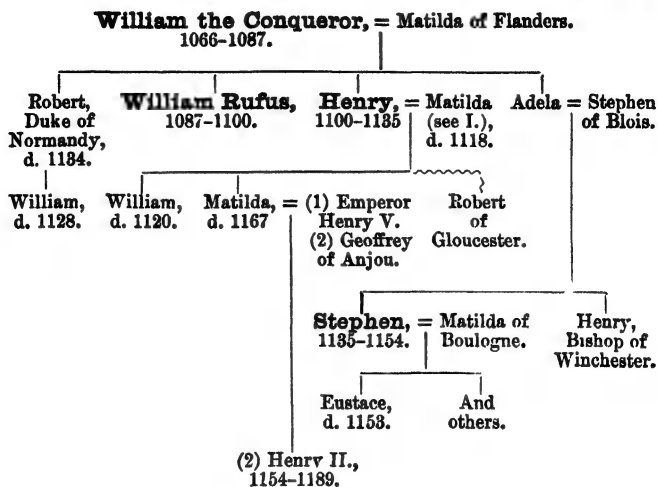 William the Conqueror, = Matilda of Flanders.
1066-1087.
Robert, Duke of Normandy, d. 1134.
William Rufus, 1087-1100.
Henry, 1100-1135 = Matilda (see I.), d. 1118.
Adela = Stephen of Blois.
William, d. 1128.
William, d. 1120.
Matilda, d. 1167 = (1) Emperor Henry V. (2) Geoffrey of Anjou.
Robert of Gloucester.
Stephen, 1135-1154. = Matilda of Boulogne.
Henry, Bishop of Winchester.
Eustace, d. 1153.
And others.
(2) Henry II., 1154-1189.